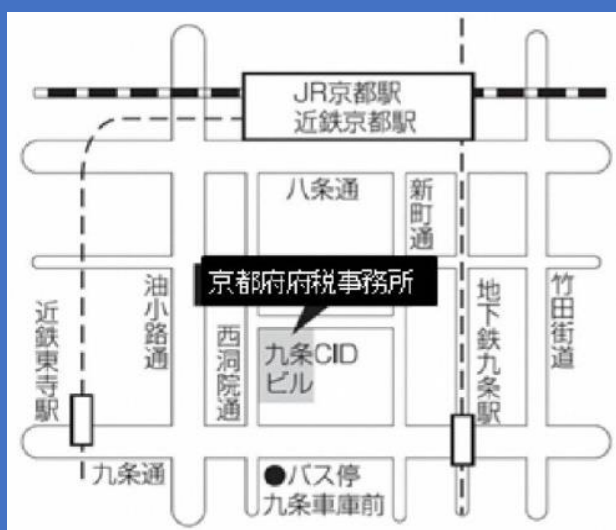 JR京都駅
近鉄京都駅
八条通
新町通
京都府府税事務所
近鉄東寺駅
油小路通
西洞院通
九条CID
ビル
地下鉄九条駅
竹田街道
九条通
●バス停
九条車庫前